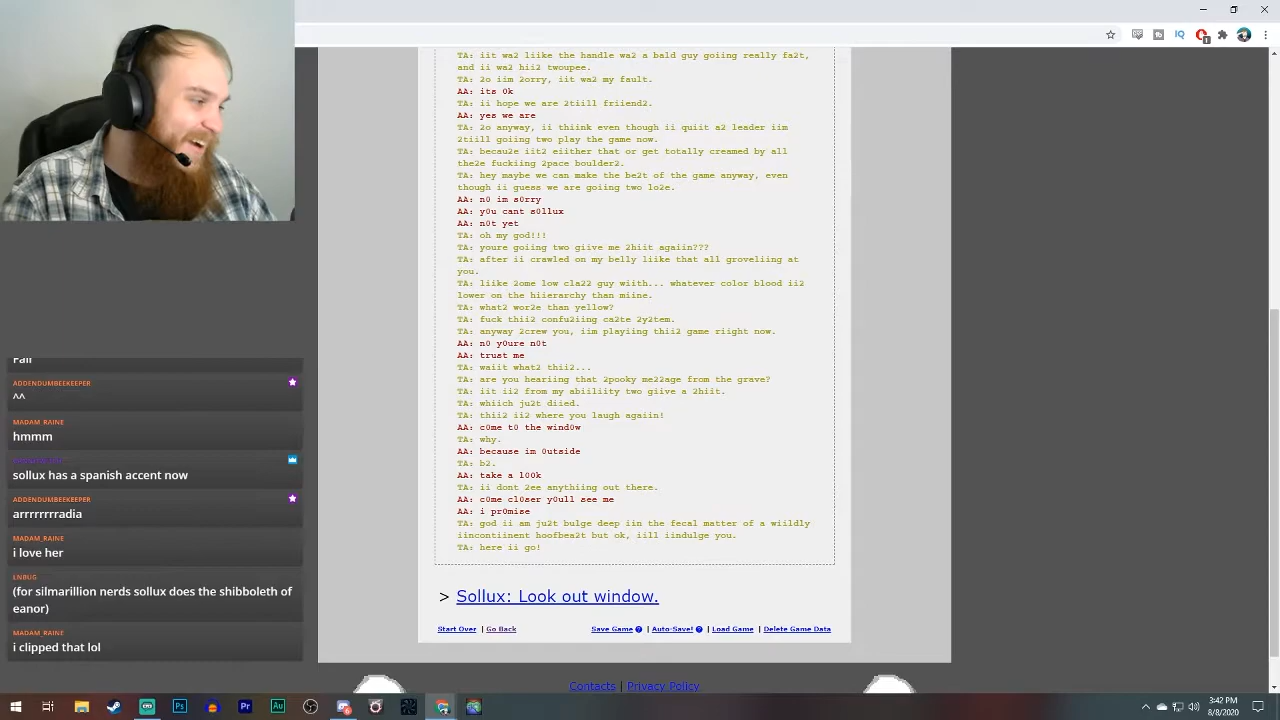 TA: iit wa2 liike the handle wa2 a bald guy goiing really fa2t,
and ii wa2 hii2 twoupee.
TA: 2o iim 2orry, iit wa2 my fault.
AA: its 0k
TA: ii hope we are 2tiill friiend2.
AA: yes we are
TA: 2o anyway, ii thiink even though ii quiit a2 leader iim
2tiill goiing two play the game now.
TA: becau2e iit2 eiither that or get totally creamed by all
the2e fuckiing 2pace boulder2.
TA: hey maybe we can make the be2t of the game anyway, even
though ii gue22 we are goiing two lo2e.
AA: n0 im s0rry
AA: y0u cant s0llux
AA: n0t yet
TA: oh my god!!!
TA: youre goiing two giive me 2hiit agaiin???
TA: after ii crawled on my belly liike that all groveliing at
you.
TA: liike 2ome low cla22 guy wiith... whatever color blood ii2
lower on the hiierarchy than miine.
TA: what2 wor2e than yellow?
TA: fuck thii2 confu2iing ca2te 2y2tem.
TA: anyway 2crew you, iim playiing thii2 game riight now.
AA: n0 y0ure n0t
AA: trust me
TA: waiit what2 thii2...
TA: are you heariing that 2pooky me22age from the grave?
TA: iit ii2 from my abiiliity two giive a 2hiit.
TA: whiich ju2t diied.
TA: thii2 ii2 where you laugh agaiin!
AA: c0me t0 the wind0w
TA: why.
AA: because im 0utside
TA: b2.
AA: take a l00k
TA: ii dont 2ee anythiing out there.
AA: c0me cl0ser y0ull see me
AA: i pr0mise
TA: god ii am ju2t bulge deep iin the fecal matter of a wiildly
iincontiinent hoofbea2t but ok, iill iindulge you.
TA: here ii go!
> Sollux: Look out window.
Start Over | Go Back
Save Game ? | Auto-Save! ? | Load Game | Delete Game Data
Contacts | Privacy Policy
ADDENDUMBEEKEEPER
^^
MADAM_RAINE
hmmm
sollux has a spanish accent now
ADDENDUMBEEKEEPER
arrrrrrradia
MADAM_RAINE
i love her
LN0UG
(for silmarillion nerds sollux does the shibboleth of
eanor)
MADAM_RAINE
i clipped that lol
IQ
1
Ps
Pr
Au
3:42 PM
8/8/2020